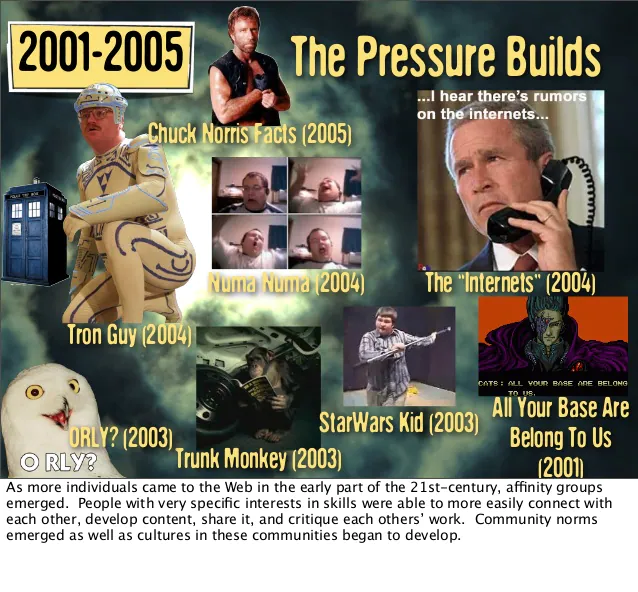 2001-2005
The Pressure Builds
...I hear there's rumors
on the internets...
Chuck Norris Facts (2005)
Numa Numa (2004)
The "Internets" (2004)
Tron Guy (2004)
CATS: ALL YOUR BASE ARE BELONG
TO US.
StarWars Kid (2003)
All Your Base Are
Belong To Us
(2001)
ORLY? (2003)
O RLY?
Trunk Monkey (2003)
As more individuals came to the Web in the early part of the 21st-century, affinity groups
emerged. People with very specific interests in skills were able to more easily connect with
each other, develop content, share it, and critique each others' work. Community norms
emerged as well as cultures in these communities began to develop.